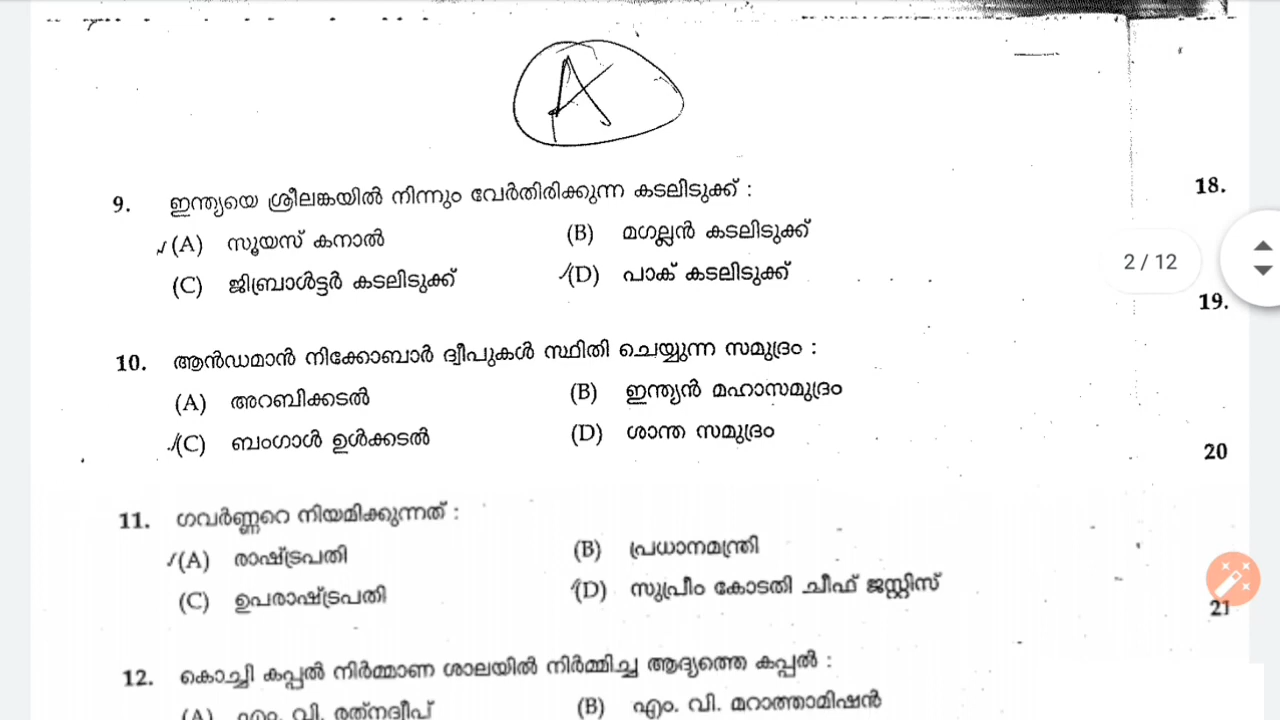 A
9. ഇന്ത്യയെ ശ്രീലങ്കയിൽ നിന്നും വേർതിരിക്കുന്ന കടലിടുക്ക് :
18.
(A) സൂയസ് കനാൽ (B) മഗല്ലൻ കടലിടുക്ക്
2 / 12
(C) ജിബ്രാൾട്ടർ കടലിടുക്ക് (D) പാക് കടലിടുക്ക്
19.
10. ആൻഡമാൻ നിക്കോബാർ ദ്വീപുകൾ സ്ഥിതി ചെയ്യുന്ന സമുദ്രം :
(A) അറബിക്കടൽ (B) ഇന്ത്യൻ മഹാസമുദ്രം
(C) ബംഗാൾ ഉൾക്കടൽ (D) ശാന്ത സമുദ്രം
20
11. ഗവർണ്ണറെ നിയമിക്കുന്നത് :
(A) രാഷ്ട്രപതി (B) പ്രധാനമന്ത്രി
(C) ഉപരാഷ്ട്രപതി (D) സുപ്രീം കോടതി ചീഫ് ജസ്റ്റിസ്
21
12. കൊച്ചി കപ്പൽ നിർമ്മാണ ശാലയിൽ നിർമ്മിച്ച ആദ്യത്തെ കപ്പൽ :
(A) എം. വി. രത്നദ്വീപ് (B) എം. വി. മറാത്താമിഷൻ